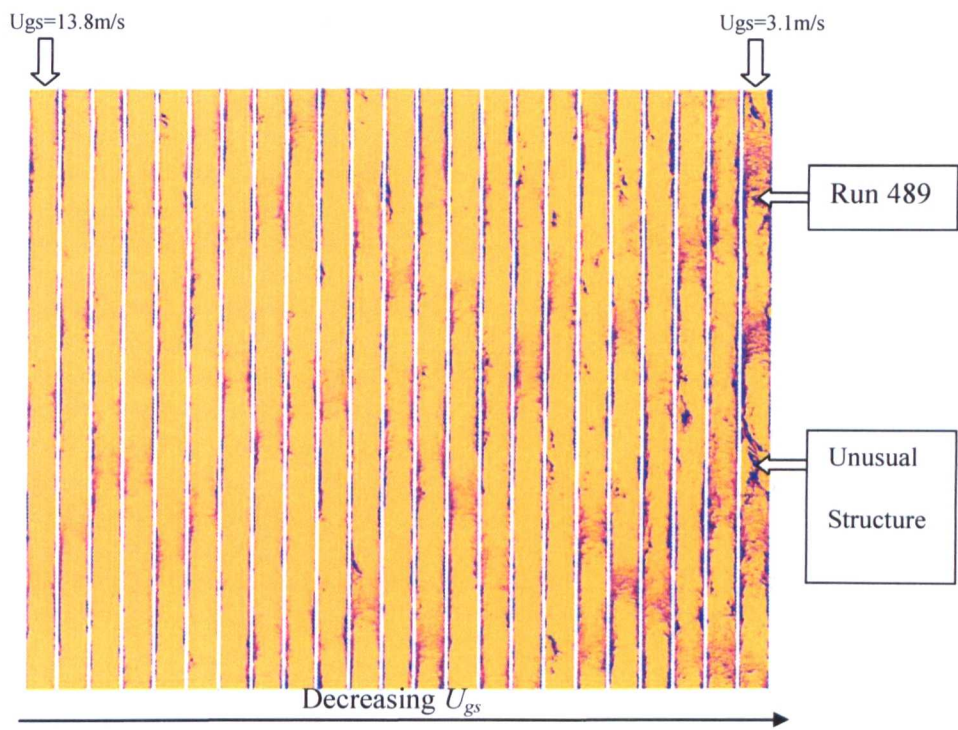 Ugs=13.8m/s
Ugs=3.1m/s
Run 489
Unusual
Structure
Decreasing Ugs